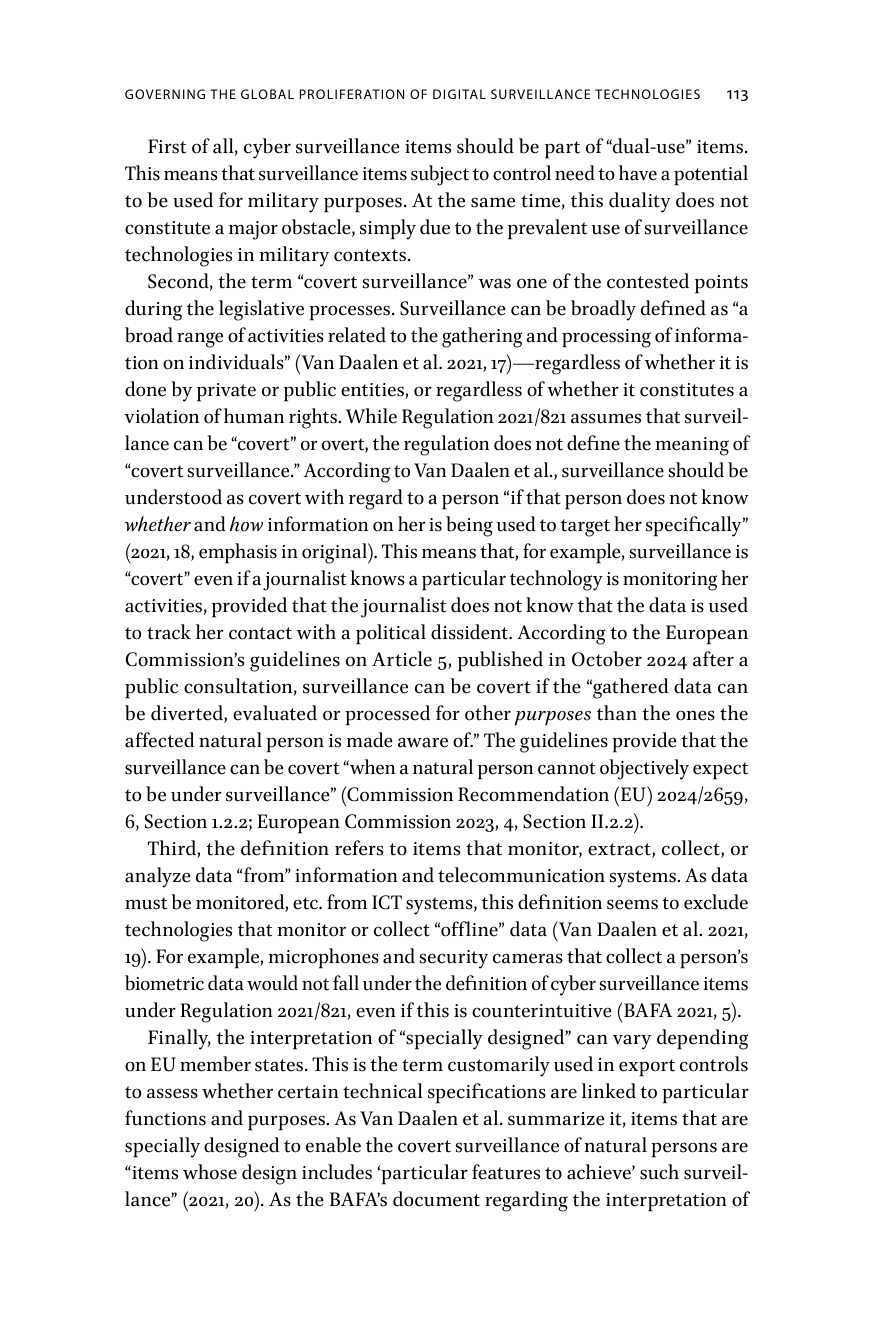 GOVERNING THE GLOBAL PROLIFERATION OF DIGITAL SURVEILLANCE TECHNOLOGIES 113
First of all, cyber surveillance items should be part of “dual-use” items.
This means that surveillance items subject to control need to have a potential
to be used for military purposes. At the same time, this duality does not
constitute a major obstacle, simply due to the prevalent use of surveillance
technologies in military contexts.
Second, the term “covert surveillance” was one of the contested points
during the legislative processes. Surveillance can be broadly defined as “a
broad range of activities related to the gathering and processing of informa-
tion on individuals” (Van Daalen et al. 2021, 17)—regardless of whether it is
done by private or public entities, or regardless of whether it constitutes a
violation of human rights. While Regulation 2021/821 assumes that surveil-
lance can be “covert” or overt, the regulation does not define the meaning of
“covert surveillance.” According to Van Daalen et al., surveillance should be
understood as covert with regard to a person “if that person does not know
whether and how information on her is being used to target her specifically”
(2021, 18, emphasis in original). This means that, for example, surveillance is
“covert” even if a journalist knows a particular technology is monitoring her
activities, provided that the journalist does not know that the data is used
to track her contact with a political dissident. According to the European
Commission’s guidelines on Article 5, published in October 2024 after a
public consultation, surveillance can be covert if the “gathered data can
be diverted, evaluated or processed for other purposes than the ones the
affected natural person is made aware of.” The guidelines provide that the
surveillance can be covert “when a natural person cannot objectively expect
to be under surveillance” (Commission Recommendation (EU) 2024/2659,
6, Section 1.2.2; European Commission 2023, 4, Section II.2.2).
Third, the definition refers to items that monitor, extract, collect, or
analyze data “from” information and telecommunication systems. As data
must be monitored, etc. from ICT systems, this definition seems to exclude
technologies that monitor or collect “offline” data (Van Daalen et al. 2021,
19). For example, microphones and security cameras that collect a person’s
biometric data would not fall under the definition of cyber surveillance items
under Regulation 2021/821, even if this is counterintuitive (BAFA 2021, 5).
Finally, the interpretation of “specially designed” can vary depending
on EU member states. This is the term customarily used in export controls
to assess whether certain technical specifications are linked to particular
functions and purposes. As Van Daalen et al. summarize it, items that are
specially designed to enable the covert surveillance of natural persons are
“items whose design includes ‘particular features to achieve’ such surveil-
lance” (2021, 20). As the BAFA’s document regarding the interpretation of